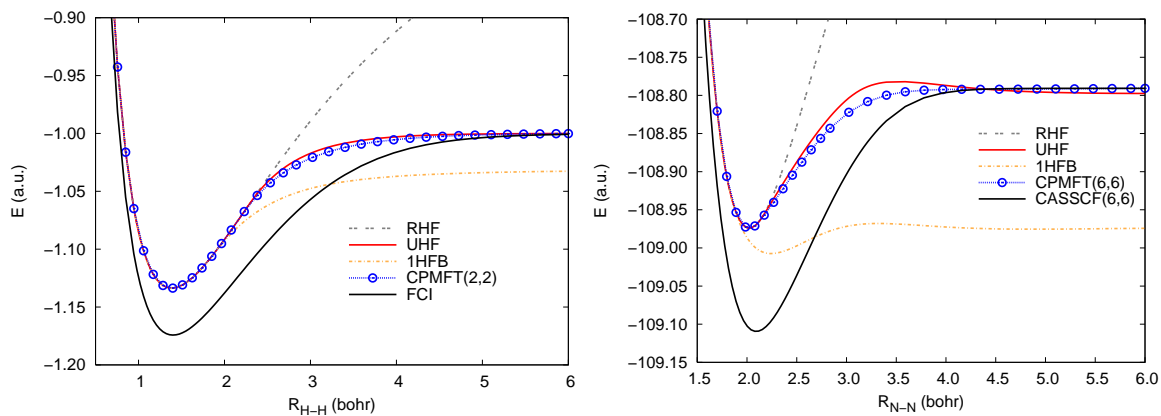 −0.90
−0.95
−1.00
−1.05
−1.10
−1.15
−1.20
E (a.u.)
1 2 3 4 5 6
R_H−H (bohr)
RHF
UHF
1HFB
CPMFT(2,2)
FCI
−108.70
−108.75
−108.80
−108.85
−108.90
−108.95
−109.00
−109.05
−109.10
−109.15
E (a.u.)
1.5 2.0 2.5 3.0 3.5 4.0 4.5 5.0 5.5 6.0
R_N−N (bohr)
RHF
UHF
1HFB
CPMFT(6,6)
CASSCF(6,6)